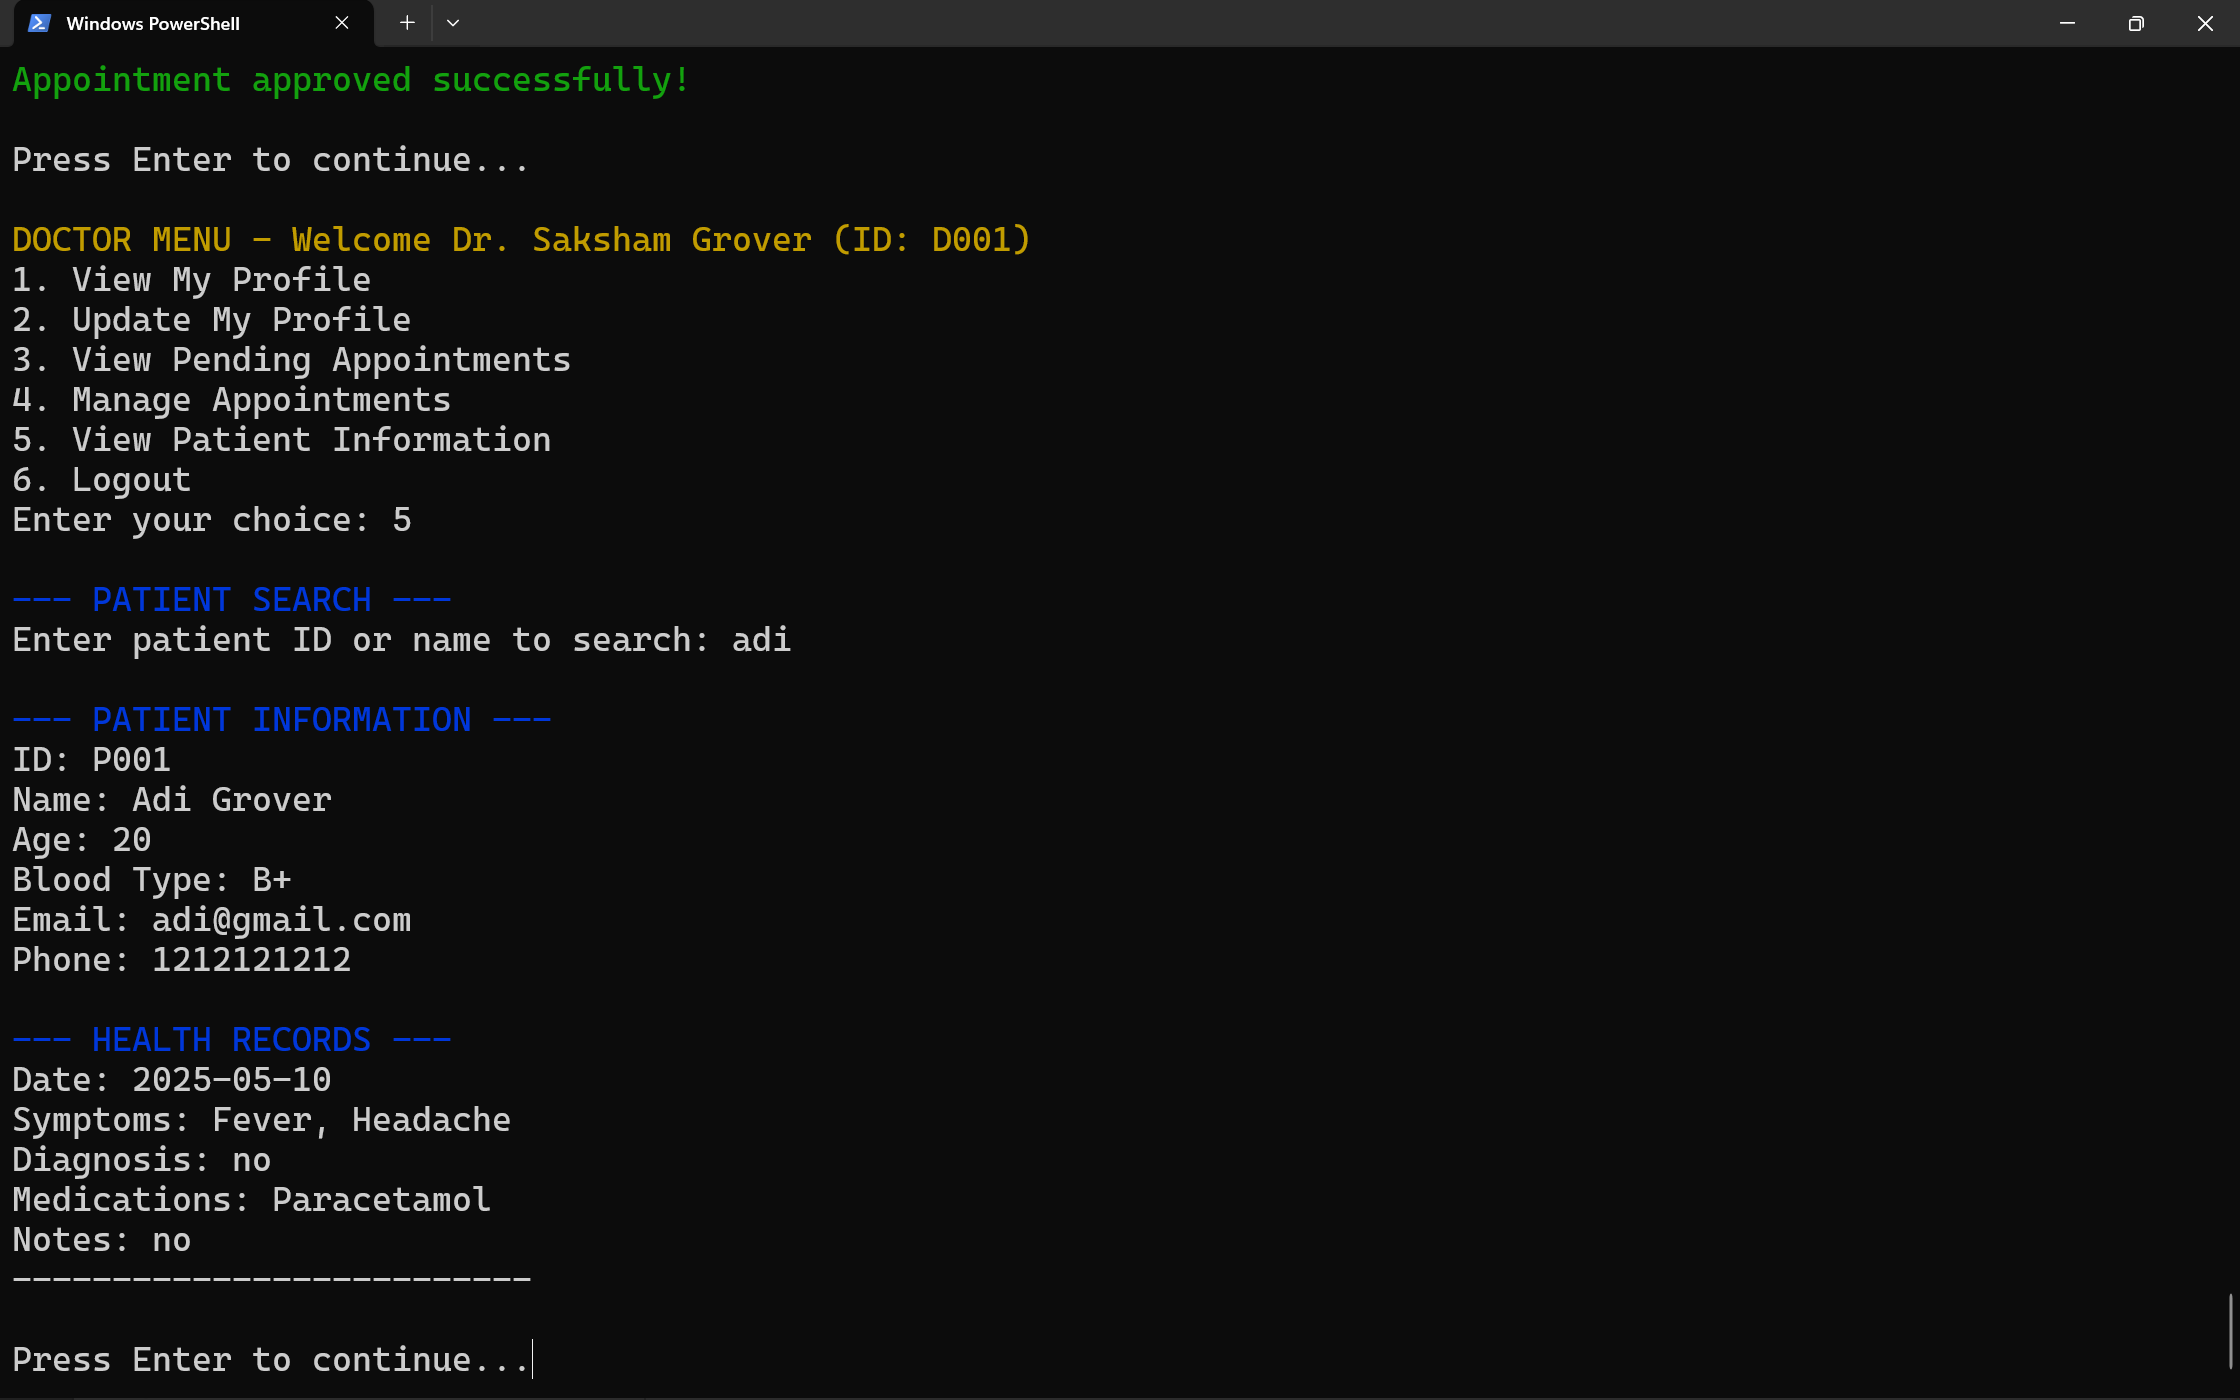 Windows PowerShell
Appointment approved successfully!
Press Enter to continue...
DOCTOR MENU - Welcome Dr. Saksham Grover (ID: D001)
1. View My Profile
2. Update My Profile
3. View Pending Appointments
4. Manage Appointments
5. View Patient Information
6. Logout
Enter your choice: 5
--- PATIENT SEARCH ---
Enter patient ID or name to search: adi
--- PATIENT INFORMATION ---
ID: P001
Name: Adi Grover
Age: 20
Blood Type: B+
Email: adi@gmail.com
Phone: 1212121212
--- HEALTH RECORDS ---
Date: 2025-05-10
Symptoms: Fever, Headache
Diagnosis: no
Medications: Paracetamol
Notes: no
--------------------------
Press Enter to continue...